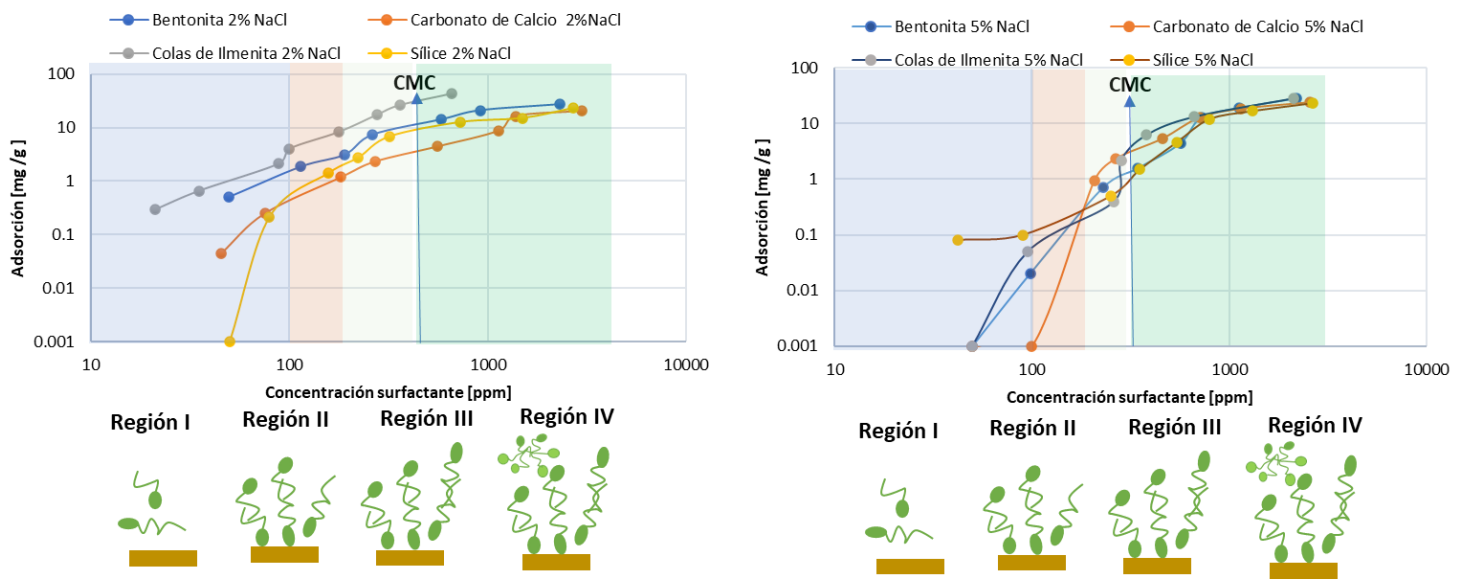 Bentonita 2% NaCl
Carbonato de Calcio 2%NaCl
Colas de Ilmenita 2% NaCl
Sílice 2% NaCl
CMC
Adsorción [mg /g ]
100
10
1
0.1
0.01
0.001
10
100
1000
10000
Concentración surfactante [ppm]
Región I
Región II
Región III
Región IV
Bentonita 5% NaCl
Carbonato de Calcio 5% NaCl
Colas de Ilmenita 5% NaCl
Sílice 5% NaCl
CMC
Adsorción [mg /g ]
100
10
1
0.1
0.01
0.001
10
100
1000
10000
Concentración surfactante [ppm]
Región I
Región II
Región III
Región IV